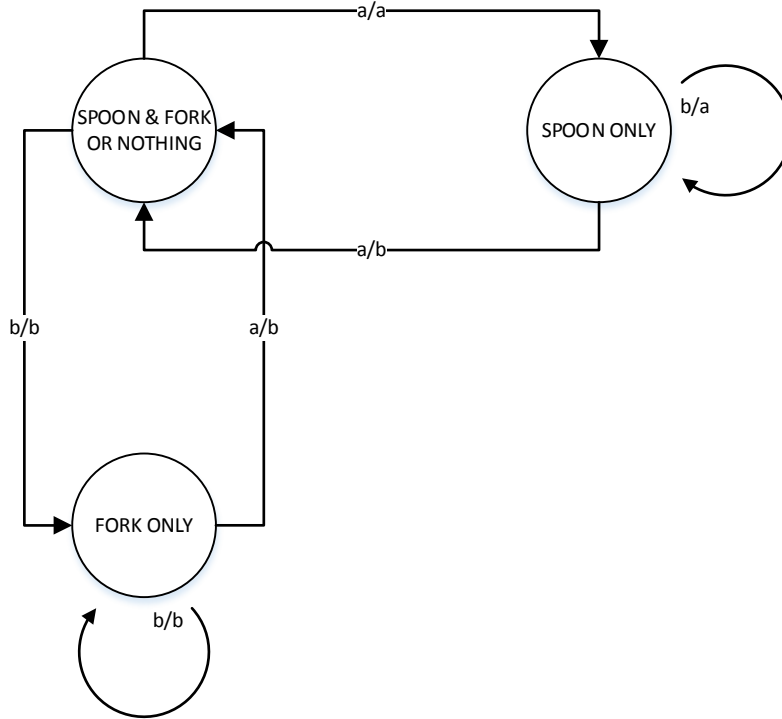 a/a
SPOON & FORK
OR NOTHING
SPOON ONLY
b/a
a/b
b/b
a/b
FORK ONLY
b/b